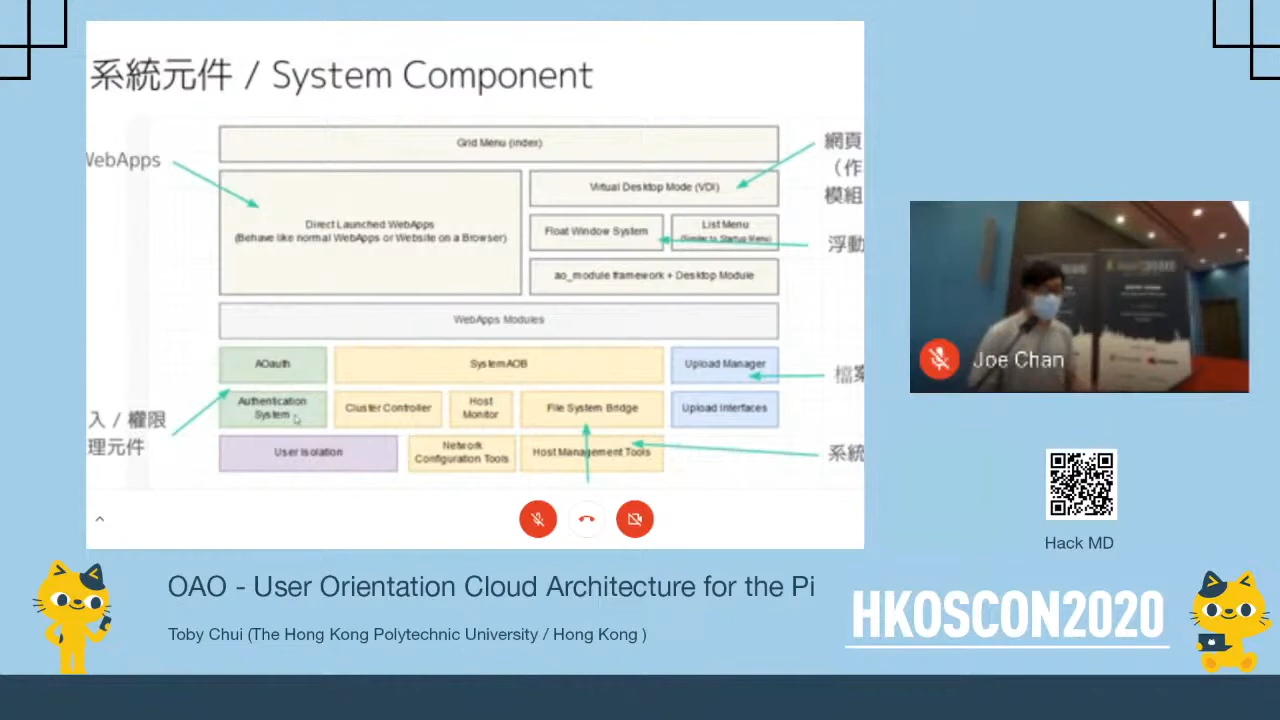 系統元件 / System Component
WebApps
Grid Menu (index)
網頁
（作
模組
Virtual Desktop Mode (VDI)
Direct Launched WebApps
(Behave like normal WebApps or Website on a Browser)
Float Window System
List Menu
(Similar to Startup Menu)
浮動
ao_module framework + Desktop Module
WebApps Modules
AOauth
SystemAOB
Upload Manager
檔案
入 / 權限
理元件
Authentication
System
Cluster Controller
Host
Monitor
File System Bridge
Upload Interfaces
User Isolation
Network
Configuration Tools
Host Management Tools
系統
Joe Chan
Hack MD
OAO - User Orientation Cloud Architecture for the Pi
Toby Chui (The Hong Kong Polytechnic University / Hong Kong )
HKOSCON2020